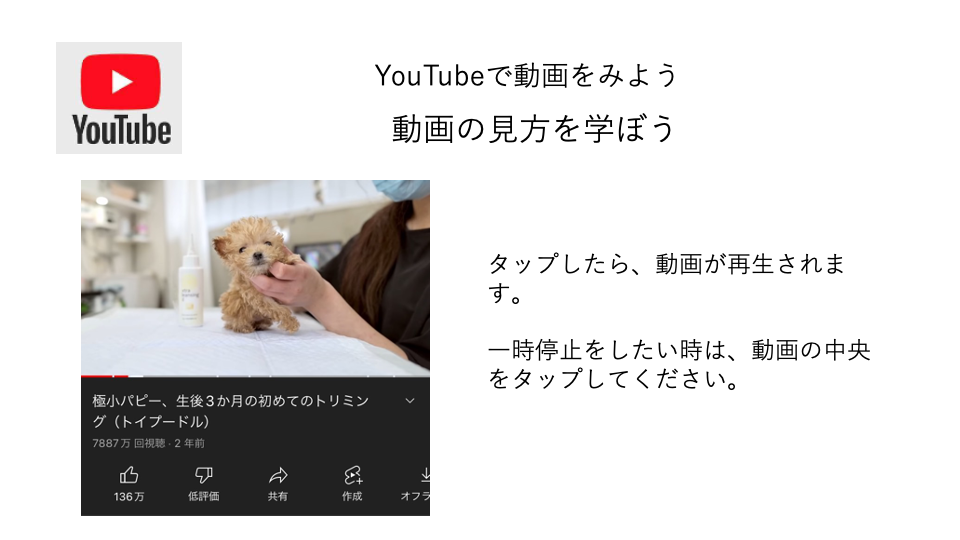 YouTube
YouTubeで動画をみよう
動画の見方を学ぼう
タップしたら、動画が再生されま
す。
一時停止をしたい時は、動画の中央
をタップしてください。
極小パピー、生後3か月の初めてのトリミン
グ（トイプードル）
7887万 回視聴・2 年前
136万
低評価
共有
作成
オフラ